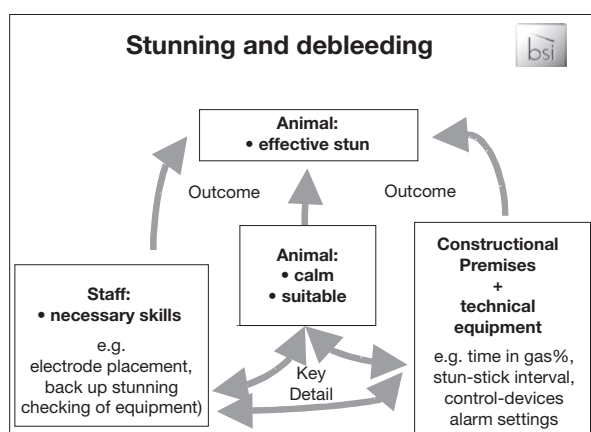 Stunning and debleeding
bsi
Animal:
• effective stun
Outcome
Outcome
Animal:
• calm
• suitable
Staff:
• necessary skills
e.g.
electrode placement,
back up stunning
checking of equipment)
Key
Detail
Constructional
Premises
+
technical
equipment
e.g. time in gas%,
stun-stick interval,
control-devices
alarm settings